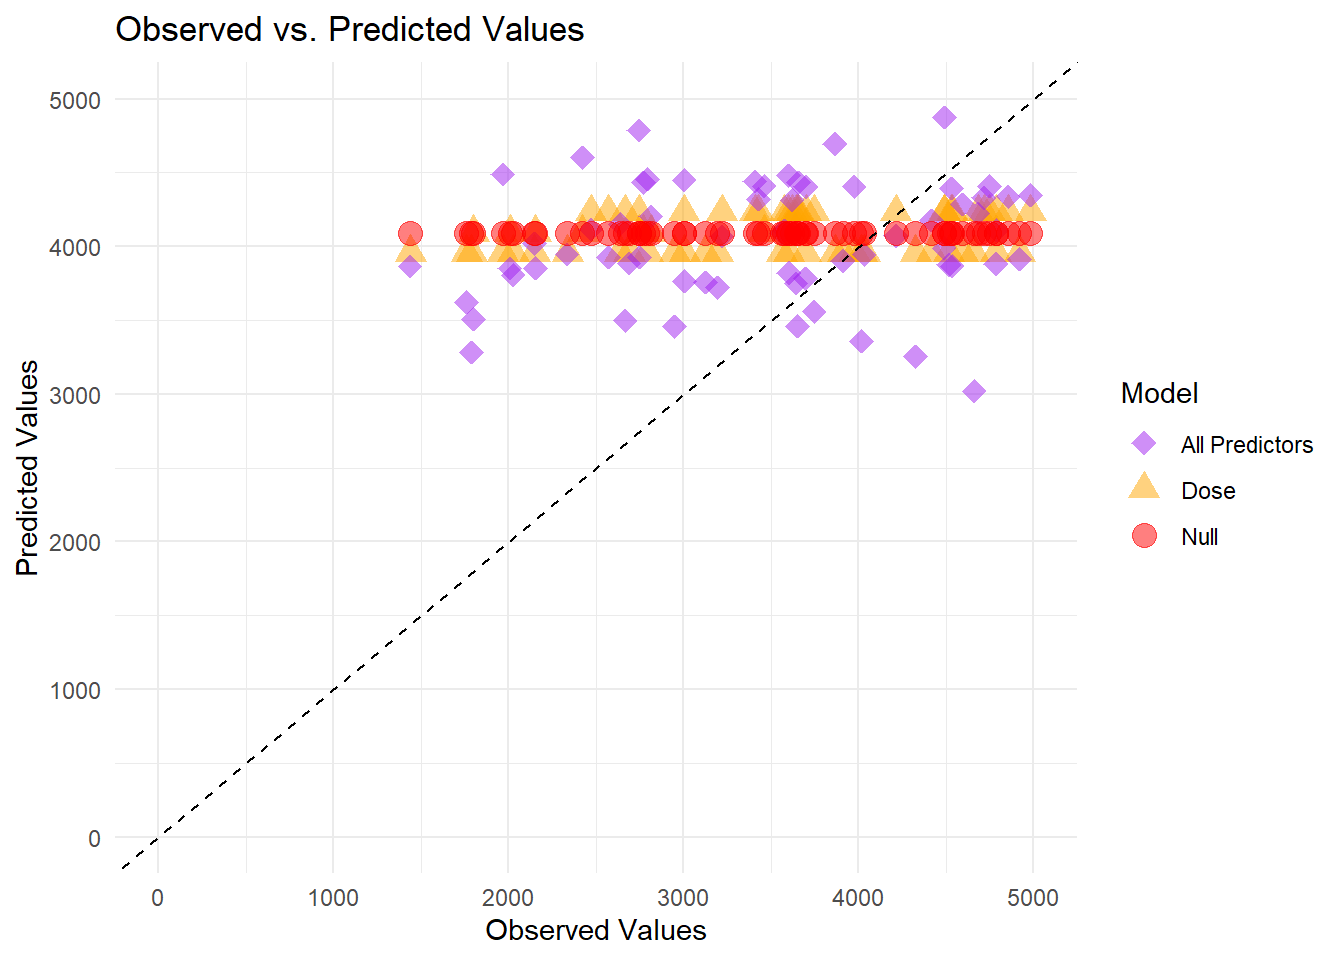 Observed vs. Predicted Values
5000
4000
3000
2000
1000
0
Predicted Values
0 1000 2000 3000 4000 5000
Observed Values
Model
All Predictors
Dose
Null